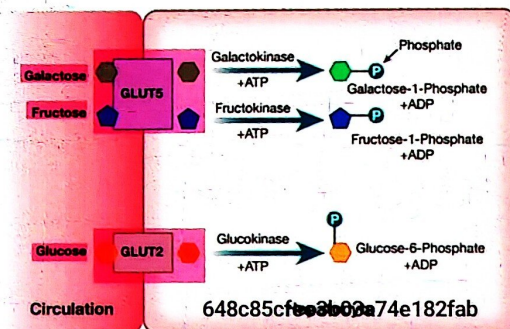 Phosphate
Galactokinase
Galactose
+ATP
P
Galactose-1-Phosphate
+ADP
GLUT5
Fructose
Fructokinase
+ATP
P
Fructose-1-Phosphate
+ADP
P
Glucose
GLUT2
Glucokinase
+ATP
Glucose-6-Phosphate
+ADP
Circulation